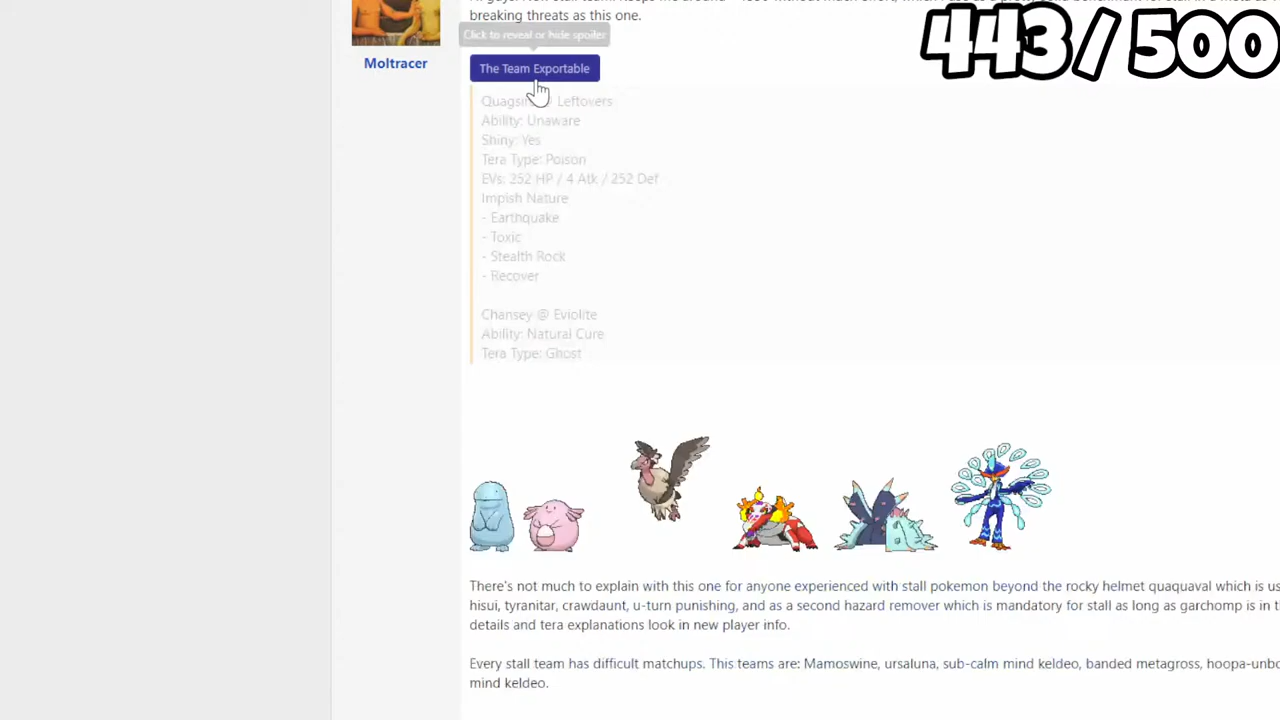 breaking threats as this one.
443/500
Click to reveal or hide spoiler
Moltracer
The Team Exportable
Leftovers
Ability: Unaware
Shiny: Yes
Tera Type: Poison
EVs: 252 HP / 4 Atk / 252 Def
Impish Nature
- Earthquake
- Toxic
- Stealth Rock
- Recover
Chansey @ Eviolite
Ability: Natural Cure
Tera Type: Ghost
There's not much to explain with this one for anyone experienced with stall pokemon beyond the rocky helmet quaquaval which is
hisui, tyranitar, crawdaunt, u-turn punishing, and as a second hazard remover which is mandatory for stall as long as garchomp is in
details and tera explanations look in new player info.
Every stall team has difficult matchups. This teams are: Mamoswine, ursaluna, sub-calm mind keldeo, banded metagross,
mind keldeo.